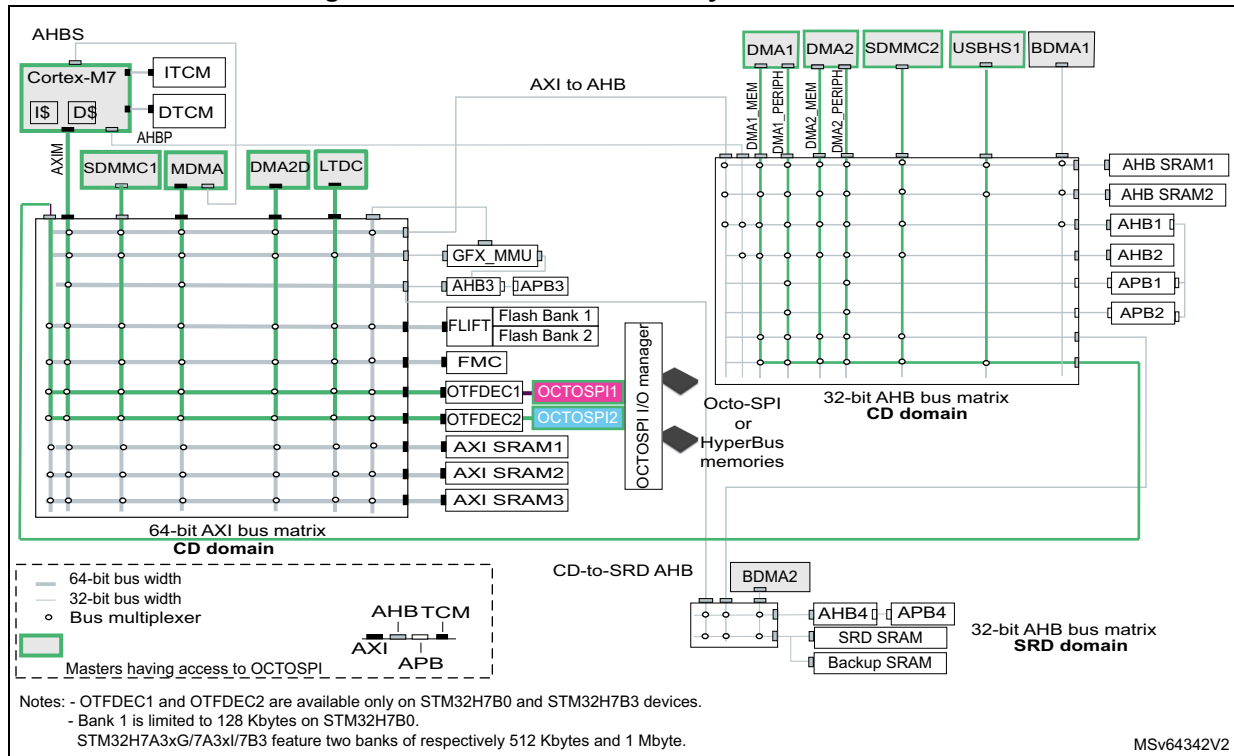 AHBS
Cortex-M7
I$ D$
ITCM
DTCM
AHBP
AXIM
AXI to AHB
SDMMC1
MDMA
DMA2D
LTDC
DMA1
DMA2
SDMMC2
USBHS1
BDMA1
DMA1_MEM
DMA1_PERIPH
DMA2_MEM
DMA2_PERIPH
AHB SRAM1
AHB SRAM2
AHB1
AHB2
APB1
APB2
32-bit AHB bus matrix
CD domain
GFX_MMU
AHB3
APB3
FLIFT
Flash Bank 1
Flash Bank 2
FMC
OTFDEC1
OCTOSPI1
OTFDEC2
OCTOSPI2
OCTOSPI I/O manager
Octo-SPI
or
HyperBus
memories
AXI SRAM1
AXI SRAM2
AXI SRAM3
64-bit AXI bus matrix
CD domain
64-bit bus width
32-bit bus width
Bus multiplexer
Masters having access to OCTOSPI
AHB TCM
AXI
APB
CD-to-SRD AHB
BDMA2
AHB4
APB4
SRD SRAM
Backup SRAM
32-bit AHB bus matrix
SRD domain
Notes: - OTFDEC1 and OTFDEC2 are available only on STM32H7B0 and STM32H7B3 devices.
- Bank 1 is limited to 128 Kbytes on STM32H7B0.
STM32H7A3xG/7A3xI/7B3 feature two banks of respectively 512 Kbytes and 1 Mbyte.
MSv64342V2